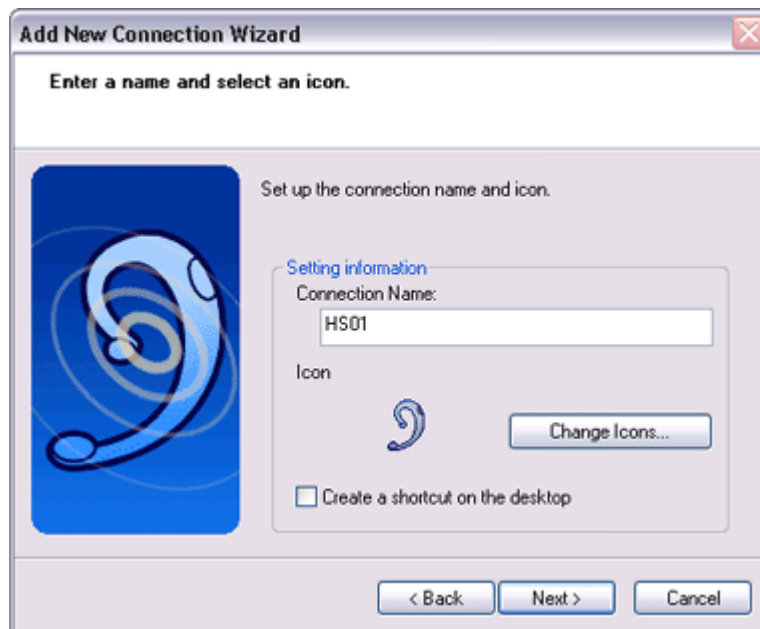 Add New Connection Wizard
Enter a name and select an icon.
Set up the connection name and icon.
Setting information
Connection Name:
HS01
Icon
Change Icons...
Create a shortcut on the desktop
< Back Next > Cancel